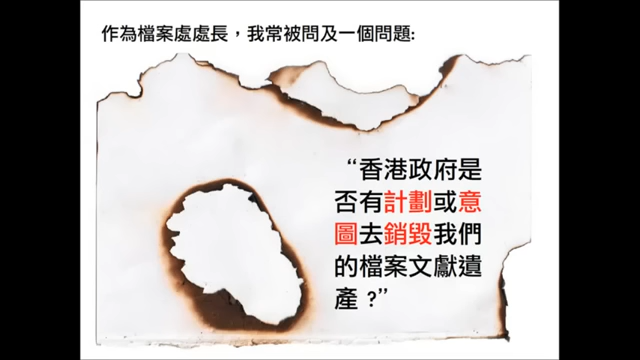 作為檔案處處長，我常被問及一個問題:
“香港政府是
否有計劃或意
圖去銷毀我們
的檔案文獻遺
產 ?”